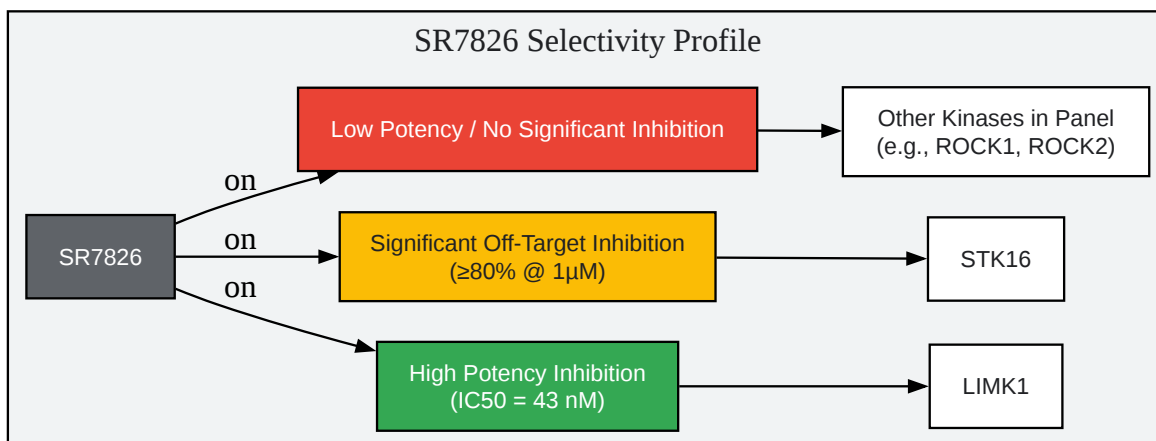 SR7826 Selectivity Profile
Low Potency / No Significant Inhibition
Other Kinases in Panel
(e.g., ROCK1, ROCK2)
on
SR7826
on
Significant Off-Target Inhibition
(≥80% @ 1µM)
STK16
on
High Potency Inhibition
(IC50 = 43 nM)
LIMK1